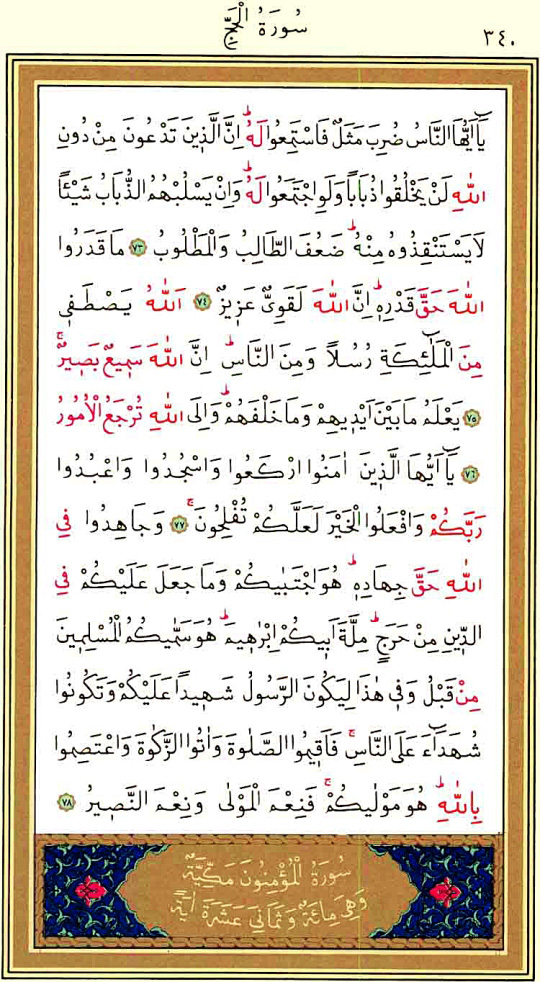 سُورَةُ الْحَجِّ
٣٤٠
يَٓا اَيُّهَا النَّاسُ ضُرِبَ مَثَلٌ فَاسْتَمِعُوا لَهُۜ اِنَّ الَّذ۪ينَ تَدْعُونَ مِنْ دُونِ
اللّٰهِ لَنْ يَخْلُقُوا ذُبَاباً وَلَوِ اجْتَمَعُوا لَهُۜ وَاِنْ يَسْلُبْهُمُ الذُّبَابُ شَيْـٔاً
لَا يَسْتَنْقِذُوهُ مِنْهُۜ ضَعُفَ الطَّالِبُ وَالْمَطْلُوبُ ﴿٧٣﴾ مَا قَدَرُوا
اللّٰهَ حَقَّ قَدْرِه۪ۜ اِنَّ اللّٰهَ لَقَوِيٌّ عَز۪يزٌ ﴿٧٤﴾ اَللّٰهُ يَصْطَف۪ي
مِنَ الْمَلٰٓئِكَةِ رُسُلاً وَمِنَ النَّاسِۜ اِنَّ اللّٰهَ سَم۪يعٌ بَص۪يرٌۚ
﴿٧٥﴾ يَعْلَمُ مَا بَيْنَ اَيْد۪يهِمْ وَمَا خَلْفَهُمْۜ وَاِلَى اللّٰهِ تُرْجَعُ الْاُمُورُ
﴿٧٦﴾ يَٓا اَيُّهَا الَّذ۪ينَ اٰمَنُوا ارْكَعُوا وَاسْجُدُوا وَاعْبُدُوا
رَبَّكُمْ وَافْعَلُوا الْخَيْرَ لَعَلَّكُمْ تُفْلِحُونَۚ ﴿٧٧﴾ وَجَاهِدُوا فِي
اللّٰهِ حَقَّ جِهَادِه۪ۜ هُوَ اجْتَبٰيكُمْ وَمَا جَعَلَ عَلَيْكُمْ فِي
الدّ۪ينِ مِنْ حَرَجٍۜ مِلَّةَ اَب۪يكُمْ اِبْرٰه۪يمَۜ هُوَ سَمّٰيكُمُ الْمُسْلِم۪ينَ
مِنْ قَبْلُ وَف۪ي هٰذَا لِيَكُونَ الرَّسُولُ شَه۪يداً عَلَيْكُمْ وَتَكُونُوا
شُهَدَٓاءَ عَلَى النَّاسِۚ فَاَق۪يمُوا الصَّلٰوةَ وَاٰتُوا الزَّكٰوةَ وَاعْتَصِمُوا
بِاللّٰهِۜ هُوَ مَوْلٰيكُمْۚ فَنِعْمَ الْمَوْلٰى وَنِعْمَ النَّص۪يرُ ﴿٧٨﴾
سُورَةُ الْمُؤْمِنُونَ مَكِّيَّةٌ
وَهِيَ مِائَةٌ وَثَمَانِيَ عَشَرَةَ اٰيَةً